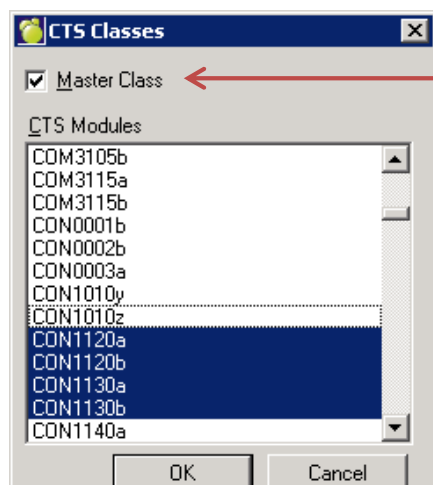 CTS Classes
Master Class
CTS Modules
COM3105b
COM3115a
COM3115b
CON0001b
CON0002b
CON0003a
CON1010y
CON1010z
CON1120a
CON1120b
CON1130a
CON1130b
CON1140a
OK Cancel